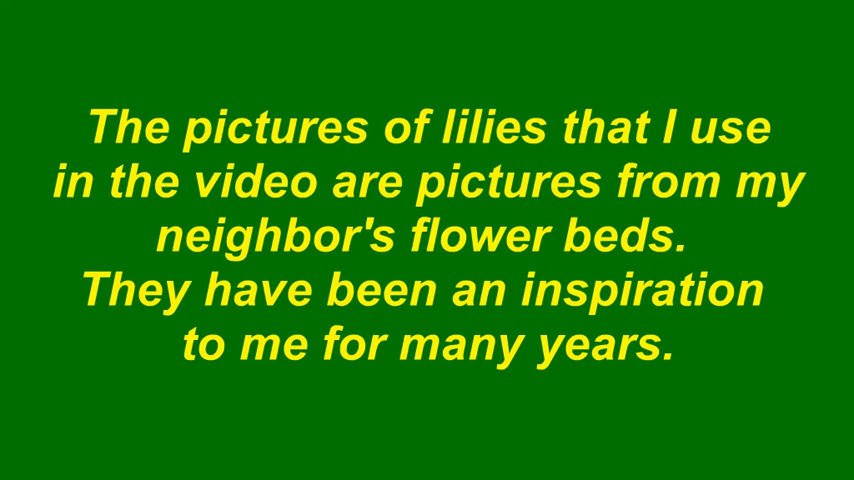 The pictures of lilies that I use
in the video are pictures from my
neighbor's flower beds.
They have been an inspiration
to me for many years.